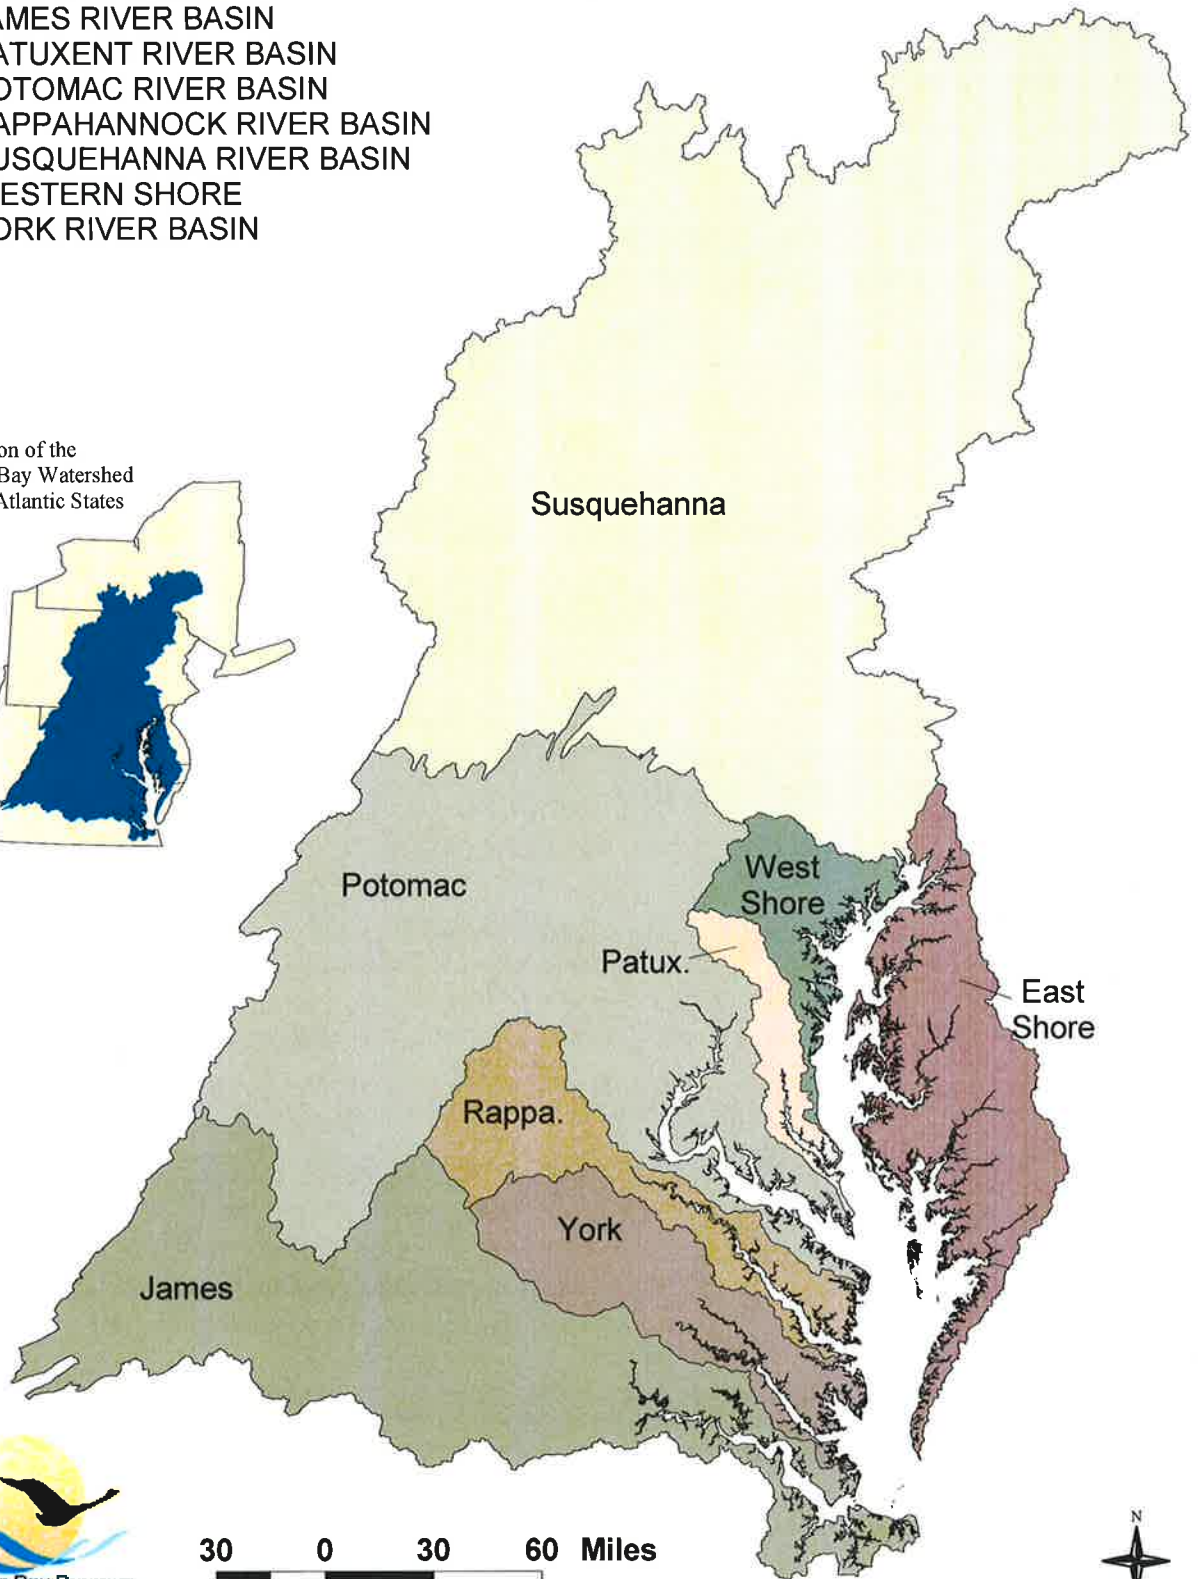 AMES RIVER BASIN
ATUXENT RIVER BASIN
OTOMAC RIVER BASIN
APPAHANNOCK RIVER BASIN
USQUEHANNA RIVER BASIN
ESTERN SHORE
ORK RIVER BASIN
on of the
Bay Watershed
Atlantic States
Susquehanna
West
Shore
Potomac
Patux.
East
Shore
Rappa.
York
James
30 0 30 60 Miles
N